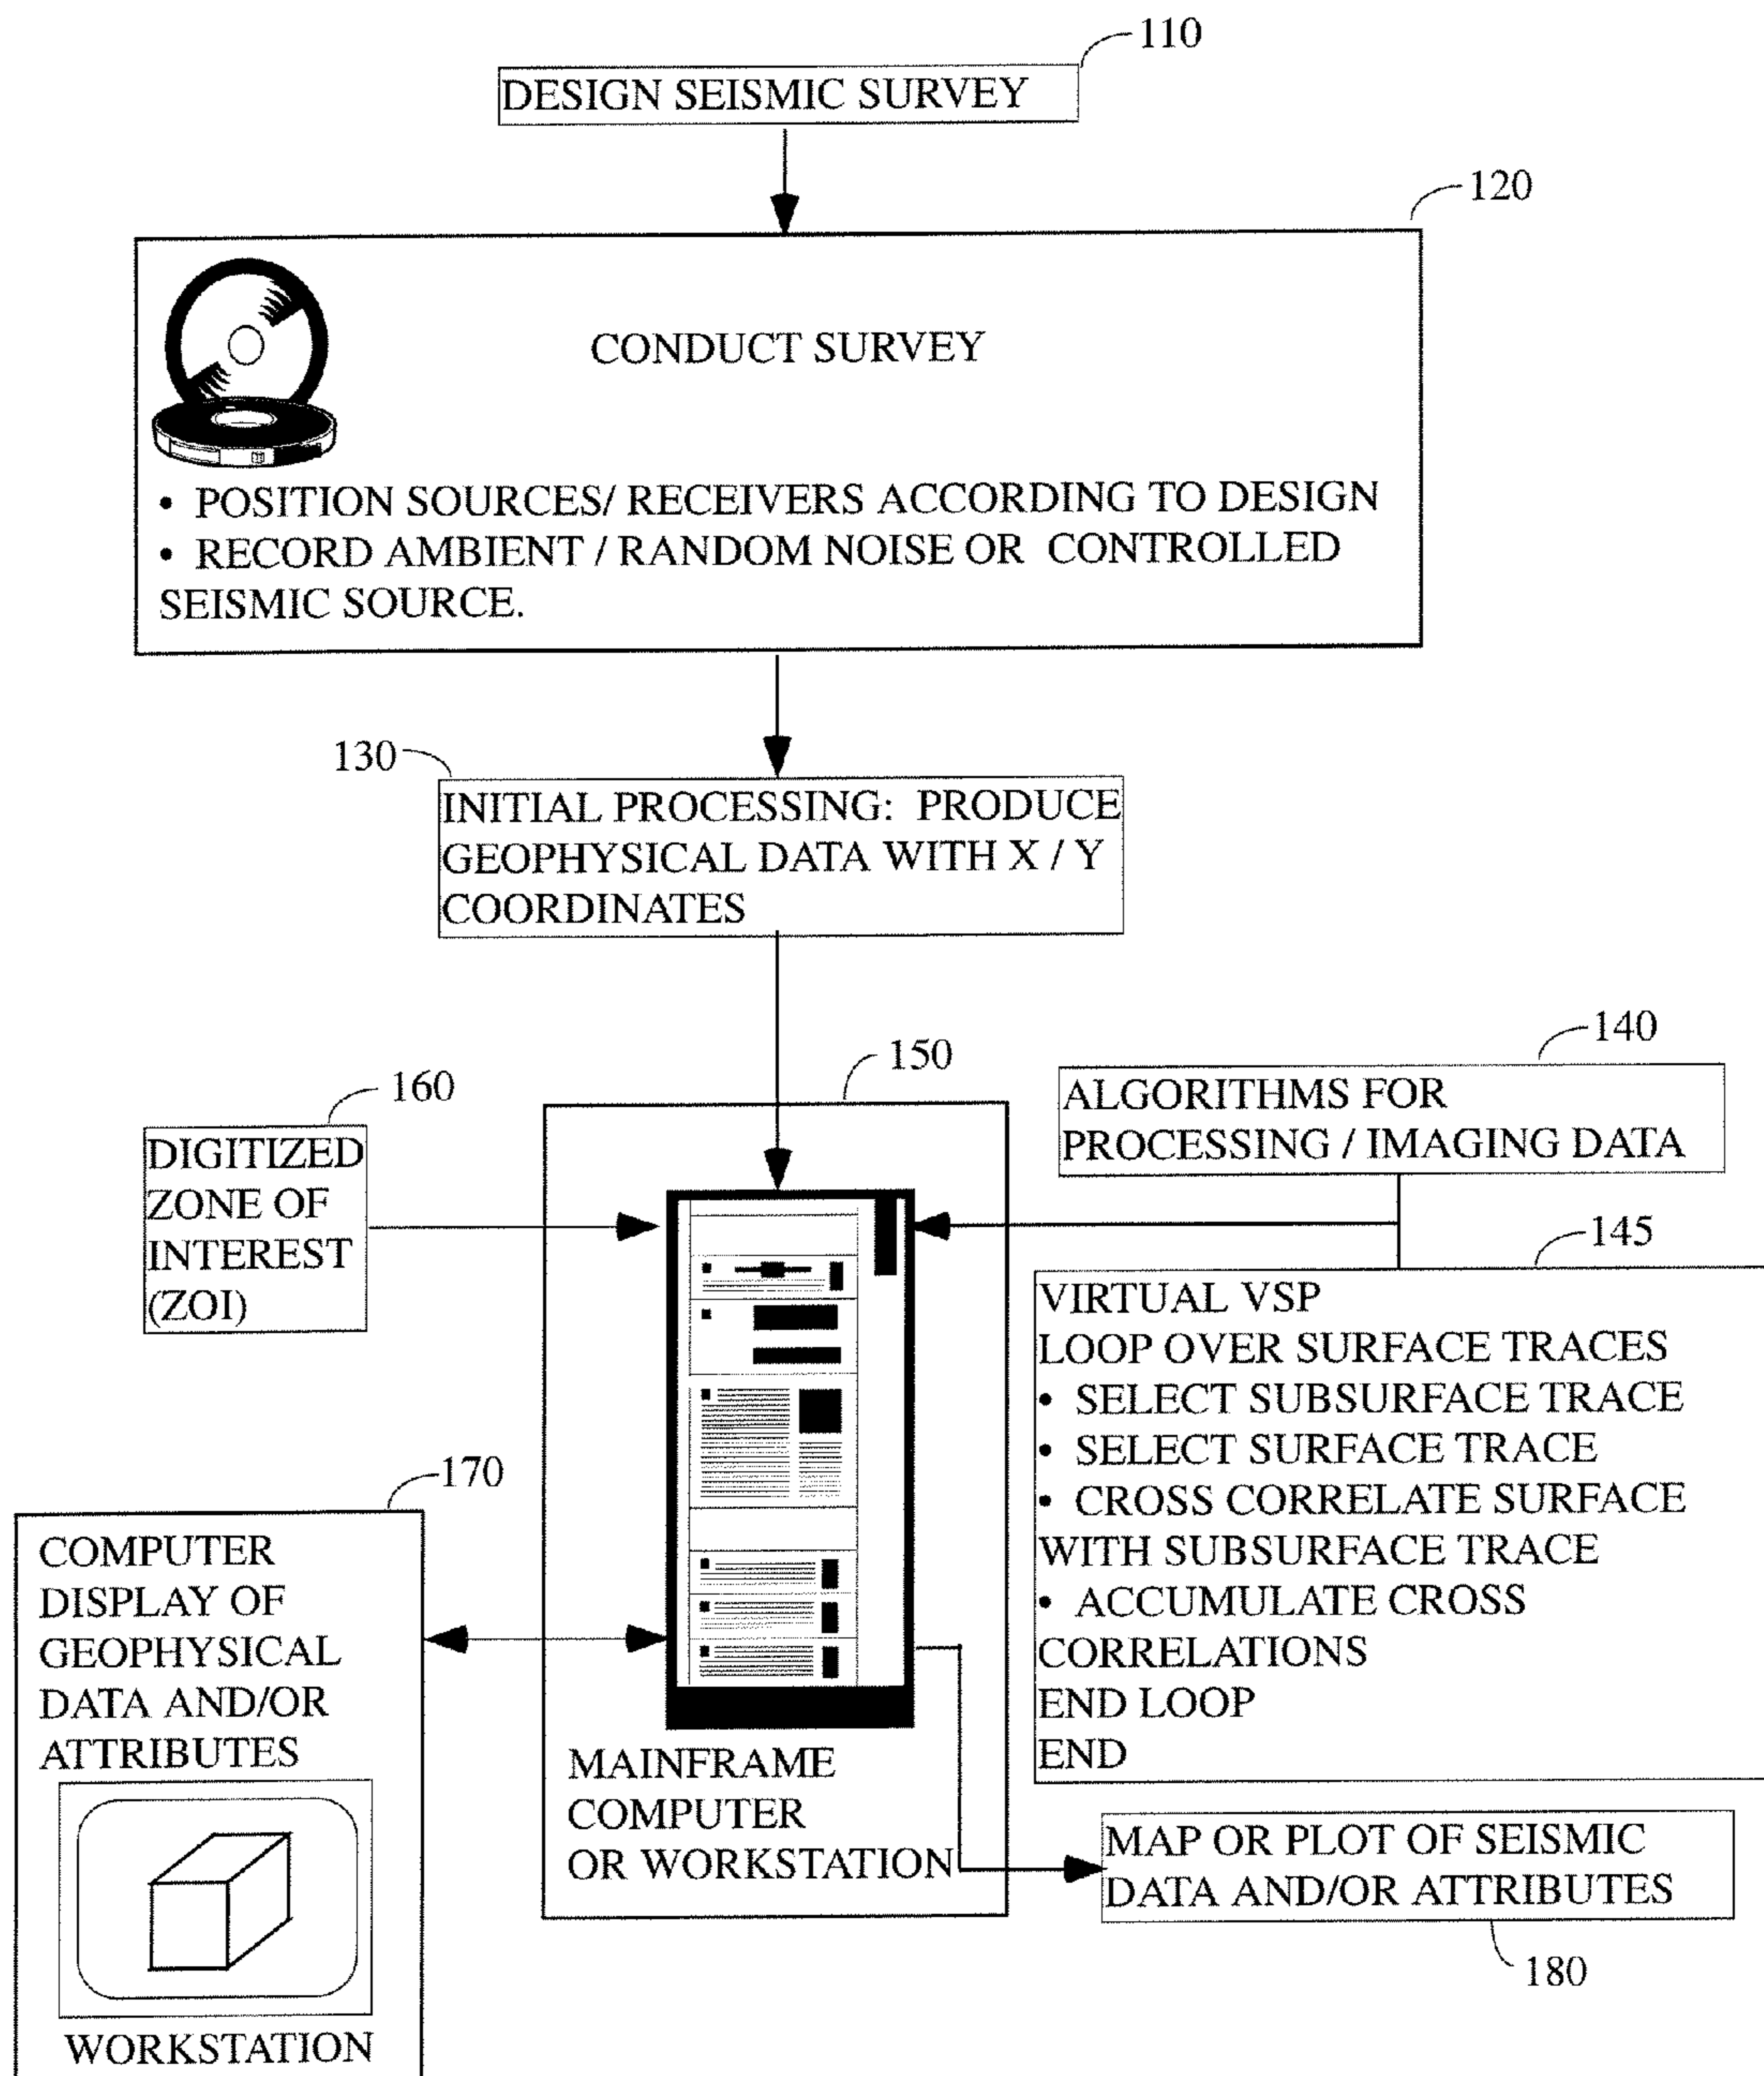 110
DESIGN SEISMIC SURVEY
120
CONDUCT SURVEY
• POSITION SOURCES/ RECEIVERS ACCORDING TO DESIGN
• RECORD AMBIENT / RANDOM NOISE OR CONTROLLED
SEISMIC SOURCE.
130
INITIAL PROCESSING: PRODUCE
GEOPHYSICAL DATA WITH X / Y
COORDINATES
140
ALGORITHMS FOR
PROCESSING / IMAGING DATA
150
160
DIGITIZED
ZONE OF
INTEREST
(ZOI)
145
VIRTUAL VSP
LOOP OVER SURFACE TRACES
• SELECT SUBSURFACE TRACE
• SELECT SURFACE TRACE
• CROSS CORRELATE SURFACE
WITH SUBSURFACE TRACE
• ACCUMULATE CROSS
CORRELATIONS
END LOOP
END
170
COMPUTER
DISPLAY OF
GEOPHYSICAL
DATA AND/OR
ATTRIBUTES
WORKSTATION
MAINFRAME
COMPUTER
OR WORKSTATION
MAP OR PLOT OF SEISMIC
DATA AND/OR ATTRIBUTES
180